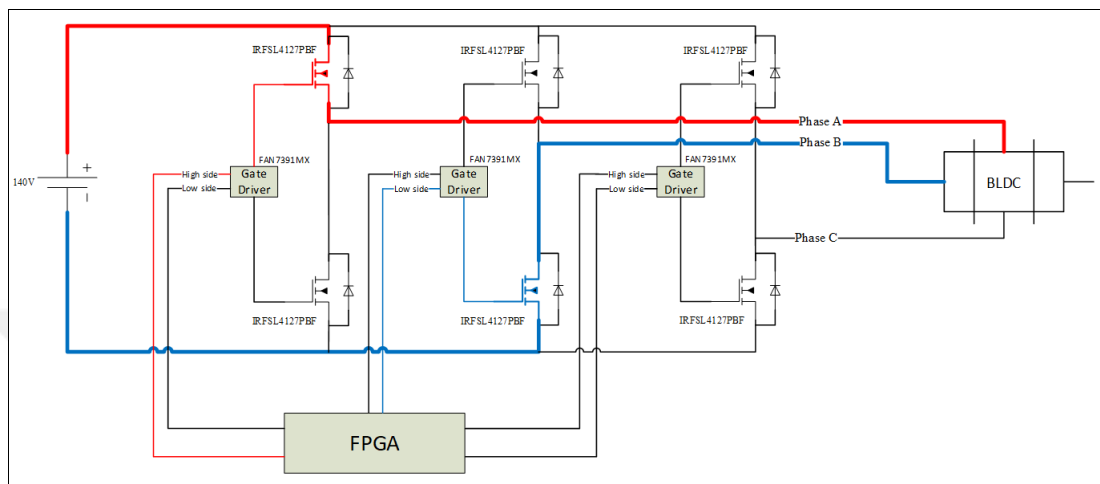 IRFSL4127PBF
IRFSL4127PBF
IRFSL4127PBF
Phase A
Phase B
FAN7391MX
FAN7391MX
FAN7391MX
140V
+
High side
Low side
Gate
Driver
High side
Low side
Gate
Driver
High side
Low side
Gate
Driver
BLDC
Phase C
IRFSL4127PBF
IRFSL4127PBF
IRFSL4127PBF
FPGA